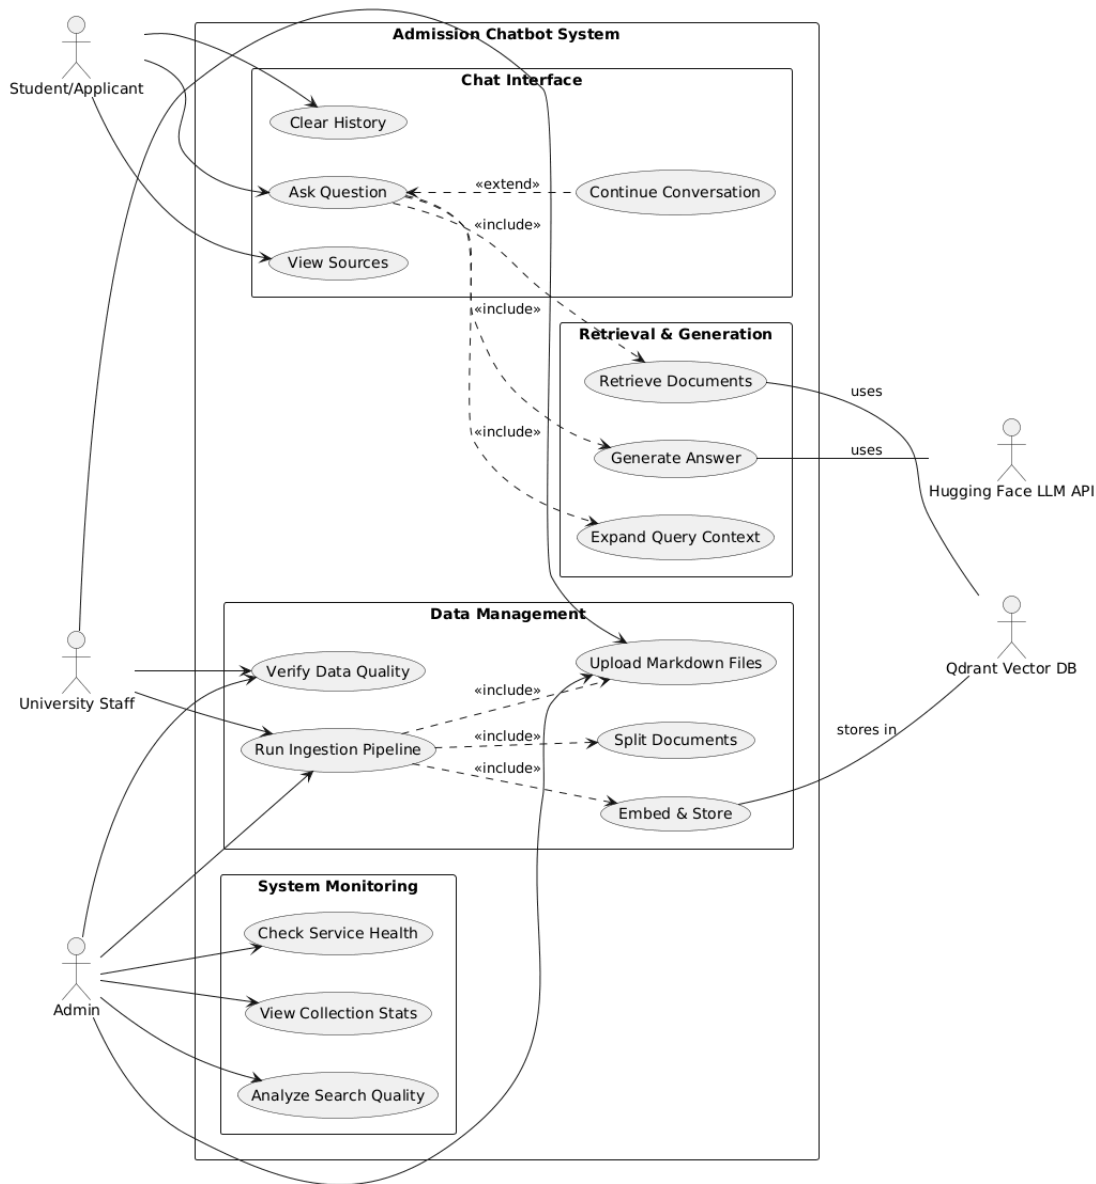 Admission Chatbot System
Student/Applicant
Chat Interface
Clear History
Ask Question
«extend»
Continue Conversation
«include»
View Sources
«include»
Retrieval & Generation
Retrieve Documents
uses
«include»
Generate Answer
uses
Hugging Face LLM API
Expand Query Context
Data Management
University Staff
Verify Data Quality
Upload Markdown Files
Qdrant Vector DB
«include»
Run Ingestion Pipeline
«include»
Split Documents
stores in
«include»
Embed & Store
System Monitoring
Check Service Health
Admin
View Collection Stats
Analyze Search Quality